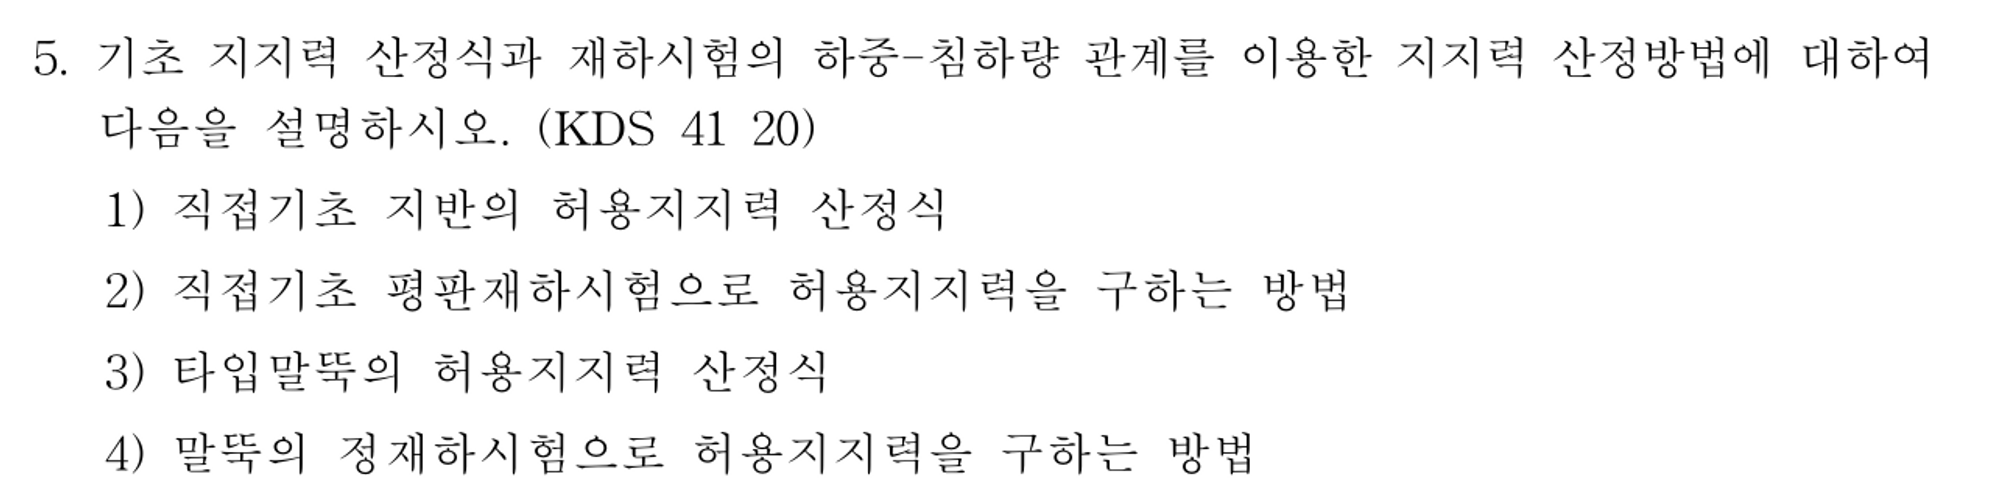 5. 기초 지지력 산정식과 재하시험의 하중-침하량 관계를 이용한 지지력 산정방법에 대하여
다음을 설명하시오. (KDS 41 20)
1) 직접기초 지반의 허용지지력 산정식
2) 직접기초 평판재하시험으로 허용지지력을 구하는 방법
3) 타입말뚝의 허용지지력 산정식
4) 말뚝의 정재하시험으로 허용지지력을 구하는 방법